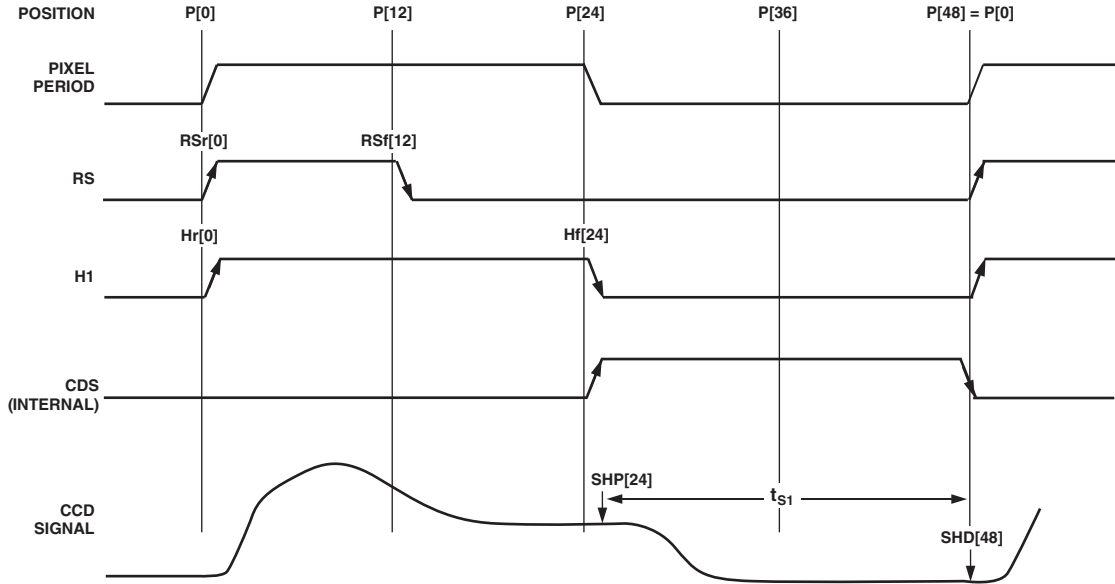 POSITION P[0] P[12] P[24] P[36] P[48] = P[0]
PIXEL
PERIOD
RSr[0] RSf[12]
RS
Hr[0] Hf[24]
H1
CDS
(INTERNAL)
SHP[24] tS1
CCD
SIGNAL
SHD[48]